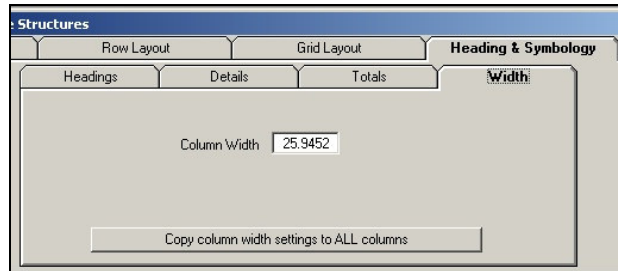 e Structures
Row Layout Grid Layout Heading & Symbology
Headings Details Totals Width
Column Width 25.9452
Copy column width settings to ALL columns